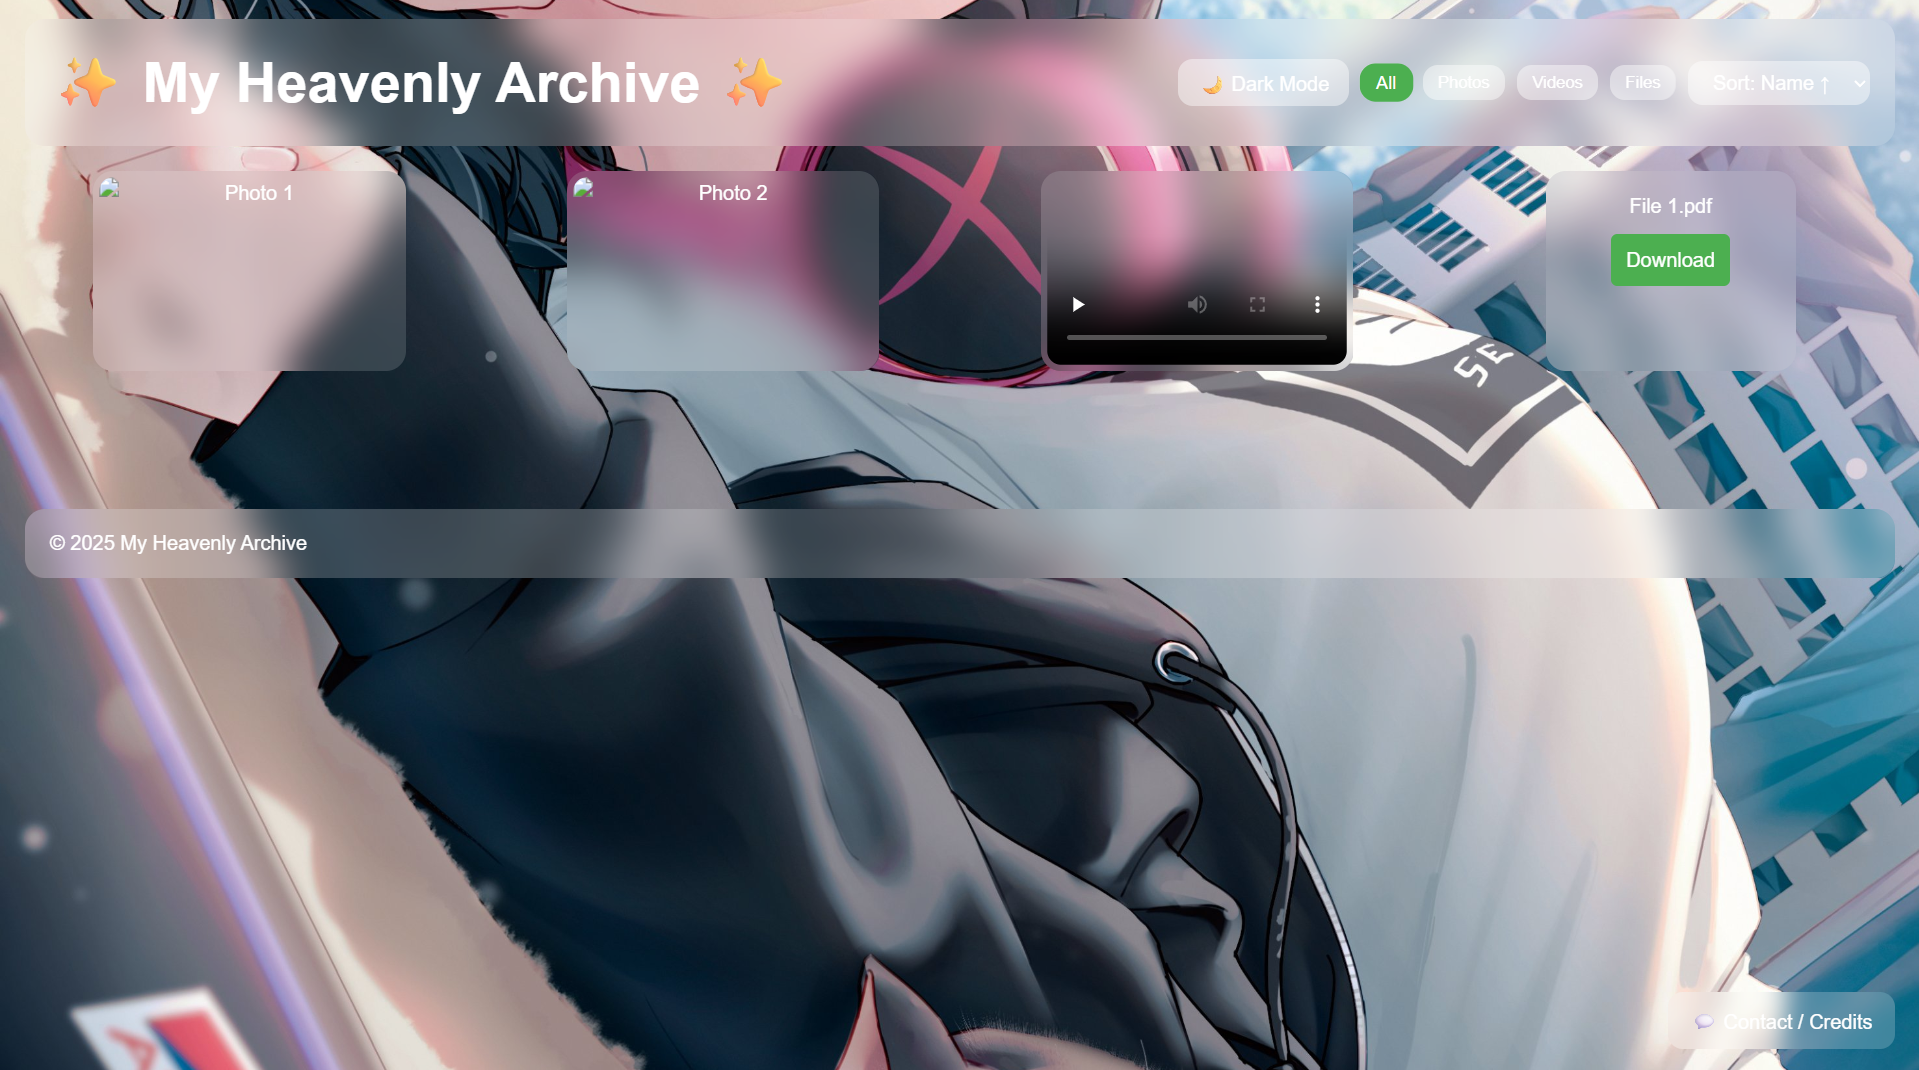 ✨ My Heavenly Archive ✨
🌙 Dark Mode
All
Photos
Videos
Files
Sort: Name ↑
Photo 1
Photo 2
File 1.pdf
Download
SE
© 2025 My Heavenly Archive
💬 Contact / Credits